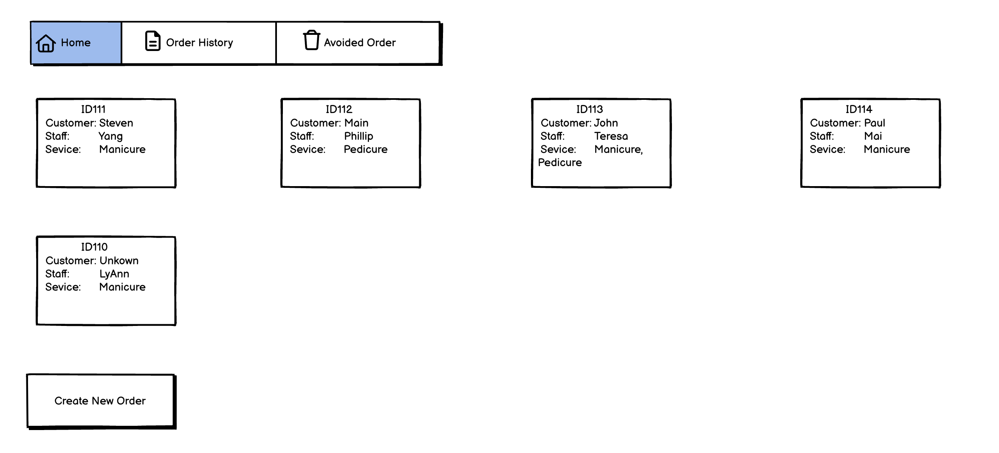 Home
Order History
Avoided Order
ID111
Customer: Steven
Staff: Yang
Sevice: Manicure
ID112
Customer: Main
Staff: Phillip
Sevice: Pedicure
ID113
Customer: John
Staff: Teresa
Sevice: Manicure,
Pedicure
ID114
Customer: Paul
Staff: Mai
Sevice: Manicure
ID110
Customer: Unkown
Staff: LyAnn
Sevice: Manicure
Create New Order